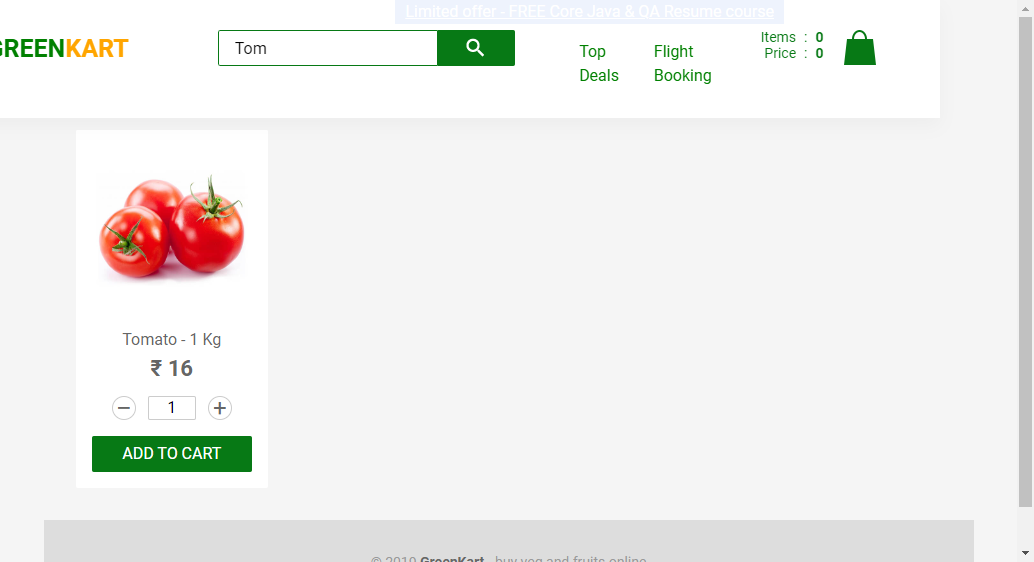 Limited offer - FREE Core Java & QA Resume course
GREENKART
Tom
Top Deals
Flight Booking
Items : 0
Price : 0
Tomato - 1 Kg
₹ 16
1
ADD TO CART
© 2019 GreenKart - buy veg and fruits online